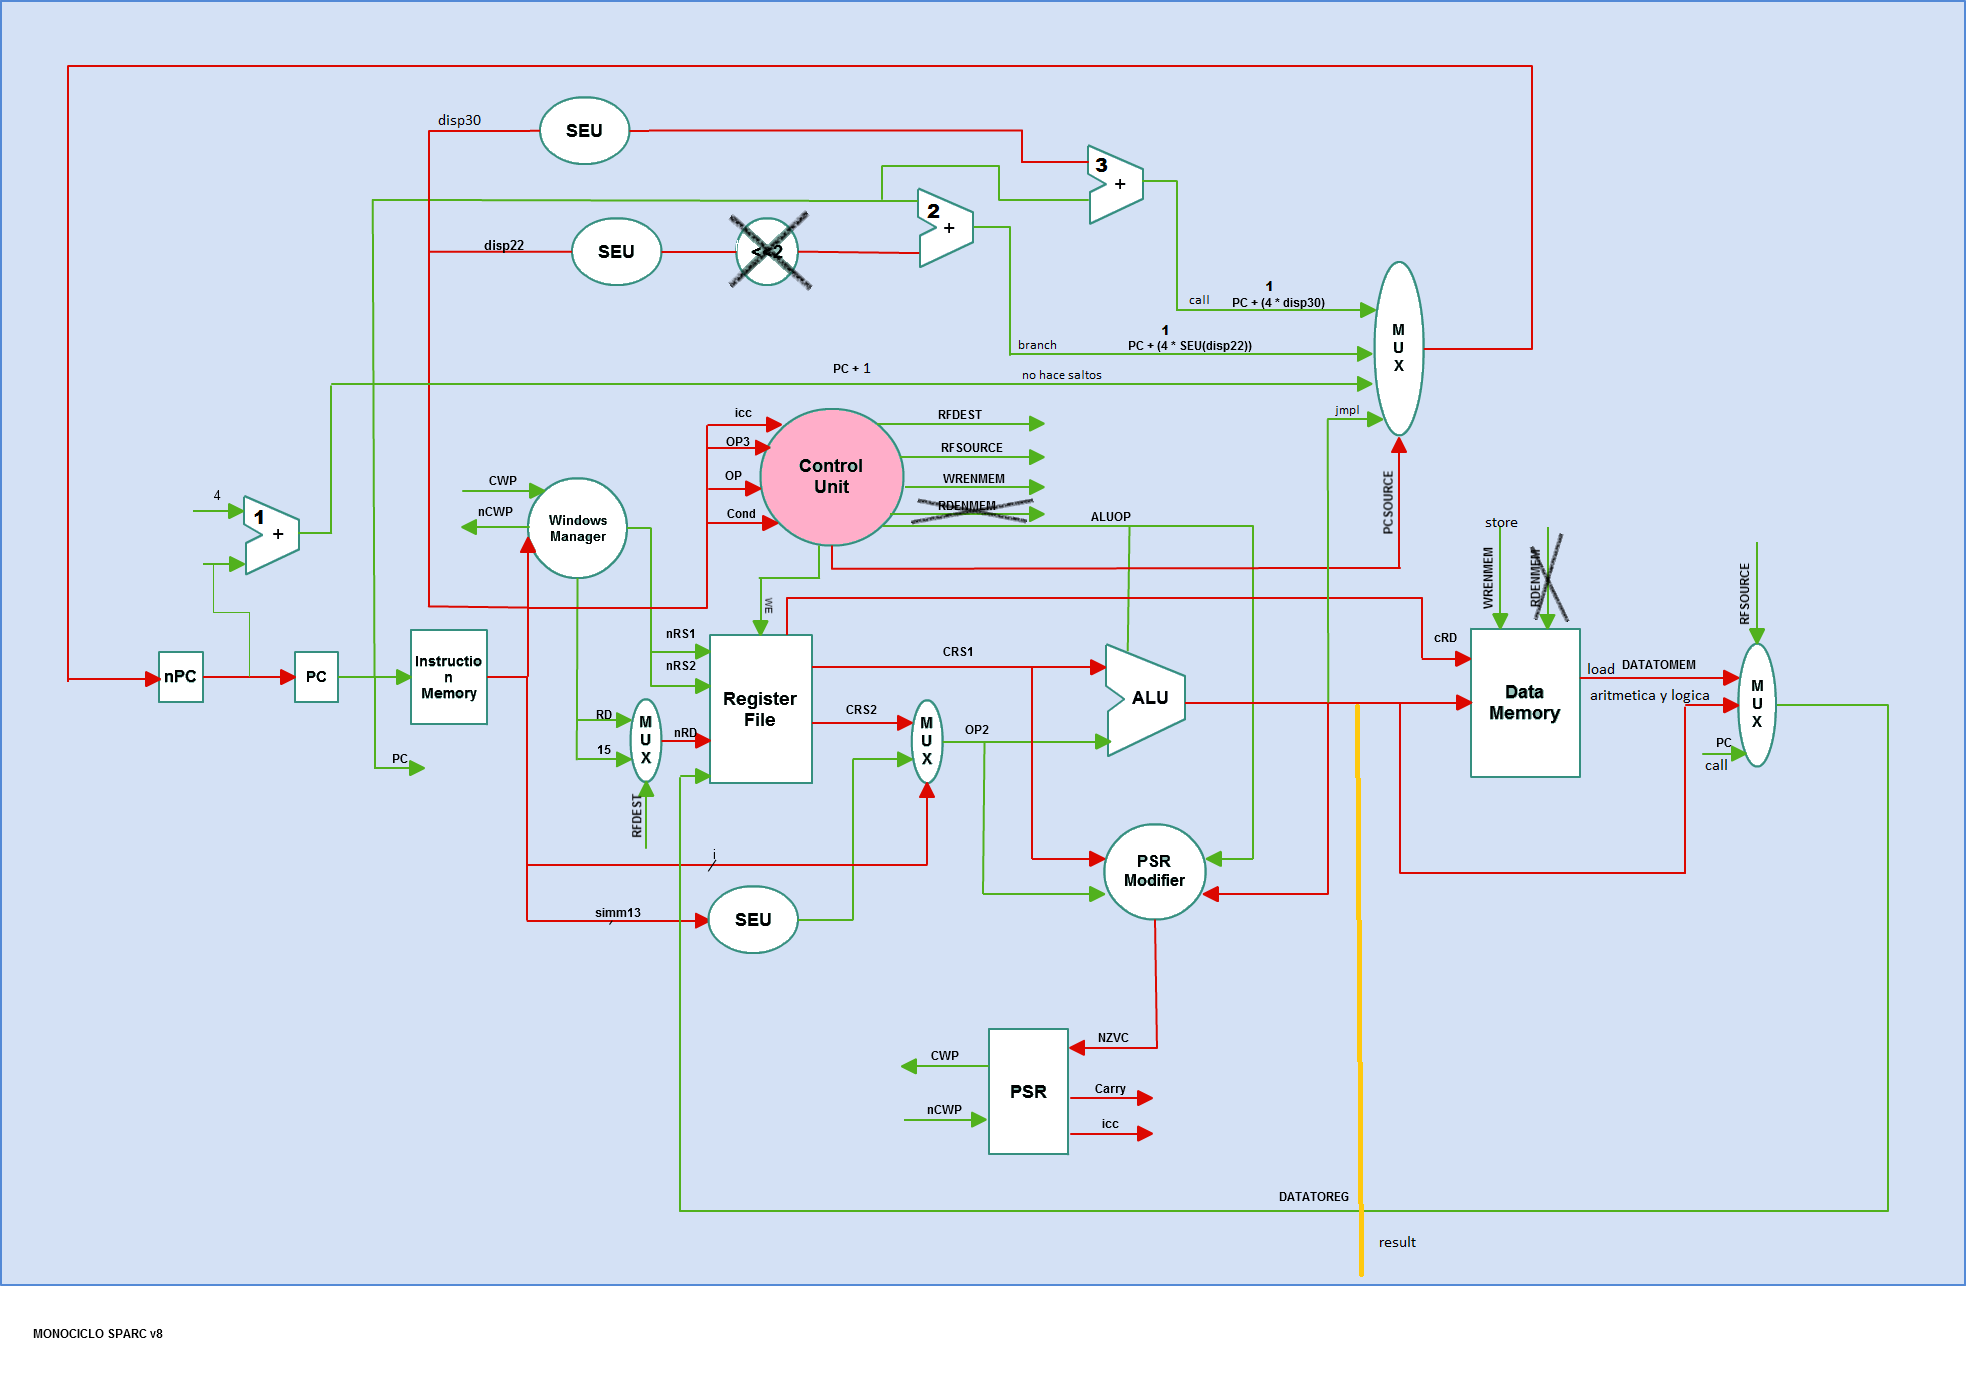 disp30
SEU
3
+
2
+
disp22
SEU
<<2
call
1
PC + (4 * disp30)
M
U
X
branch
1
PC + (4 * SEU(disp22))
PC + 1
no hace saltos
jmpl
icc
OP3
OP
Cond
Control
Unit
RFDEST
RFSOURCE
WRENMEM
RDENMEM
ALUOP
PCSOURCE
CWP
nCWP
Windows
Manager
4
1
+
store
WRENMEM
RDENMEM
RFSOURCE
WE
nPC
PC
Instructio
n
Memory
nRS1
nRS2
RD
15
M
U
X
nRD
RFDEST
Register
File
CRS1
CRS2
M
U
X
OP2
ALU
cRD
Data
Memory
load
DATATOMEM
aritmetica y logica
M
U
X
PC
call
PC
i
simm13
SEU
PSR
Modifier
NZVC
CWP
nCWP
PSR
Carry
icc
DATATOREG
result
MONOCICLO SPARC v8